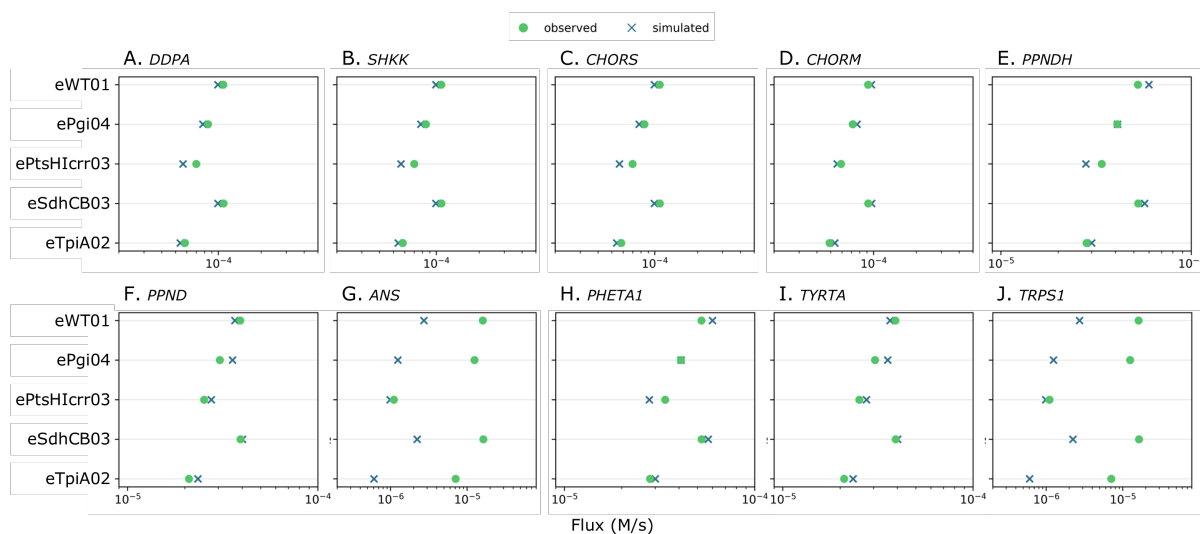 observed simulated
A. DDPA B. SHKK C. CHORS D. CHORM E. PPNDH
eWT01
ePgi04
ePtsHIcrr03
eSdhCB03
eTpiA02
10⁻⁴ 10⁻⁴ 10⁻⁴ 10⁻⁴ 10⁻⁵
F. PPND G. ANS H. PHETA1 I. TYRTA J. TRPS1
eWT01
ePgi04
ePtsHIcrr03
eSdhCB03
eTpiA02
10⁻⁵ 10⁻⁴ 10⁻⁶ 10⁻⁵ 10⁻⁵ 10⁻⁴ 10⁻⁵ 10⁻⁴ 10⁻⁶ 10⁻⁵
Flux (M/s)